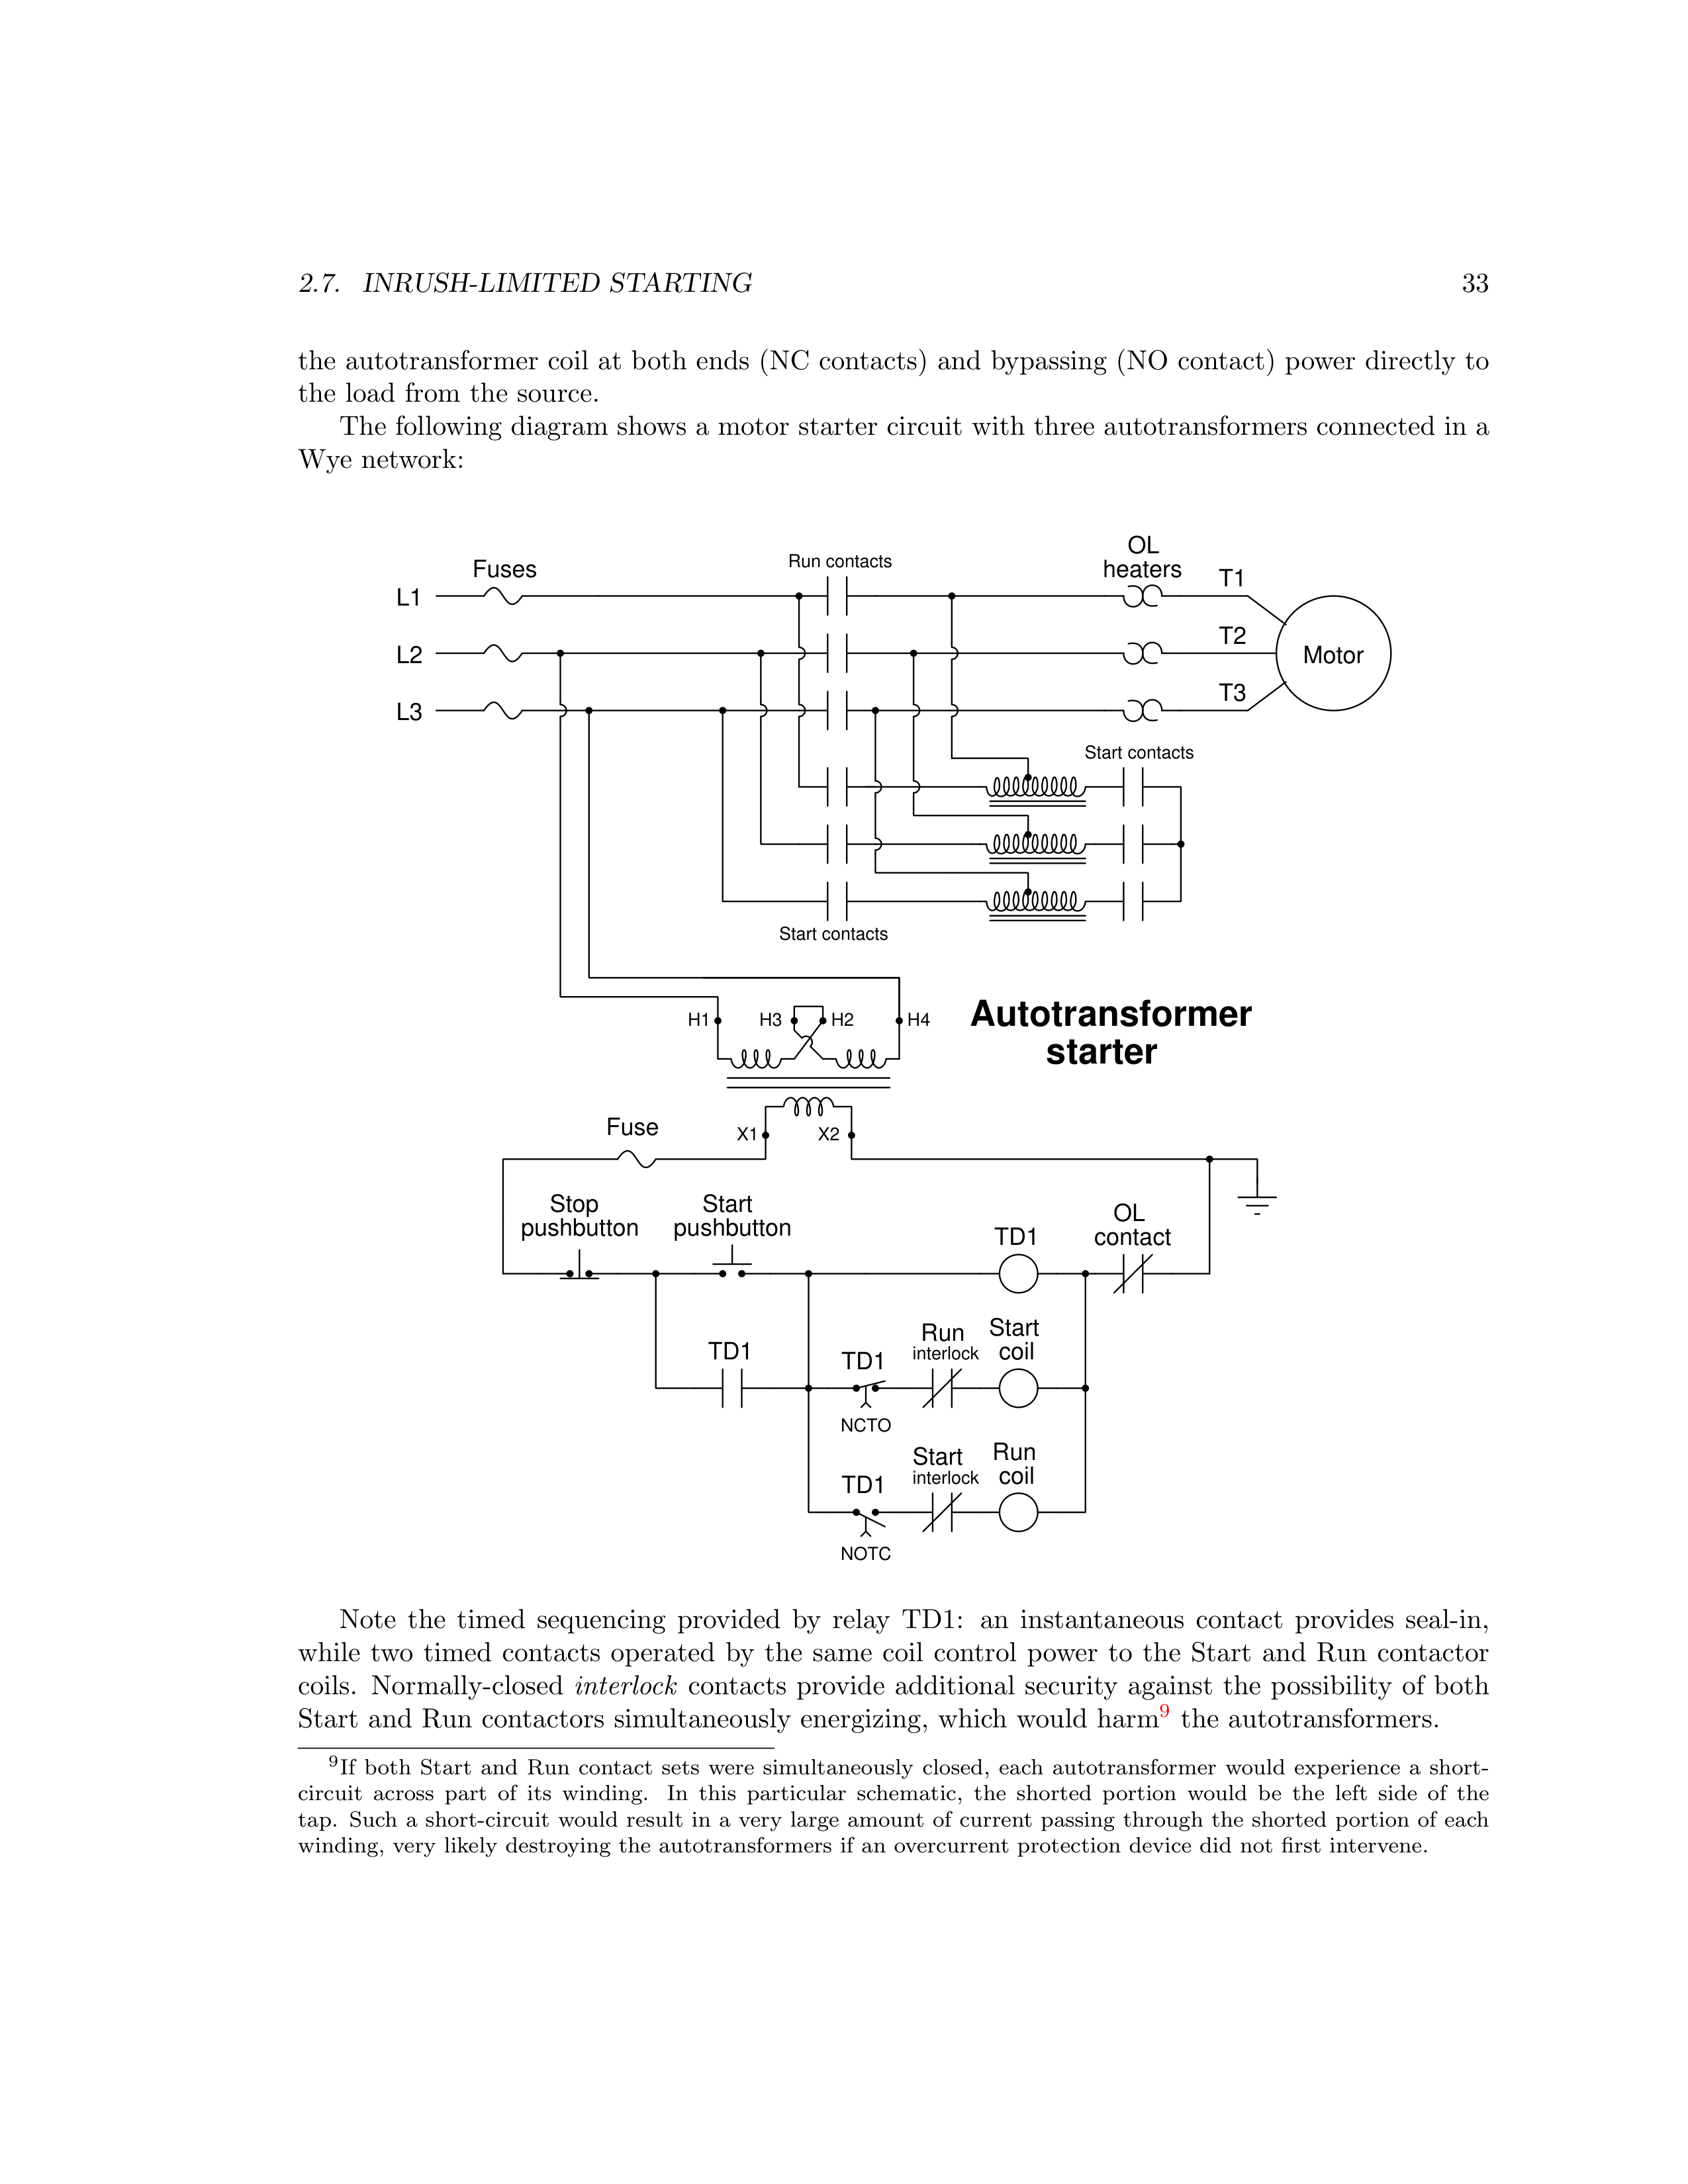 2.7. INRUSH-LIMITED STARTING 33
the autotransformer coil at both ends (NC contacts) and bypassing (NO contact) power directly to
the load from the source.
The following diagram shows a motor starter circuit with three autotransformers connected in a
Wye network:
Fuses
Run contacts
OL
heaters
L1
T1
L2
T2
Motor
L3
T3
Start contacts
Start contacts
Autotransformer
starter
H1
H3
H2
H4
Fuse
X1
X2
Stop
pushbutton
Start
pushbutton
TD1
OL
contact
TD1
TD1
NCTO
Run
interlock
Start
coil
TD1
NOTC
Start
interlock
Run
coil
Note the timed sequencing provided by relay TD1: an instantaneous contact provides seal-in,
while two timed contacts operated by the same coil control power to the Start and Run contactor
coils. Normally-closed interlock contacts provide additional security against the possibility of both
Start and Run contactors simultaneously energizing, which would harm9 the autotransformers.
9If both Start and Run contact sets were simultaneously closed, each autotransformer would experience a short-
circuit across part of its winding. In this particular schematic, the shorted portion would be the left side of the
tap. Such a short-circuit would result in a very large amount of current passing through the shorted portion of each
winding, very likely destroying the autotransformers if an overcurrent protection device did not first intervene.